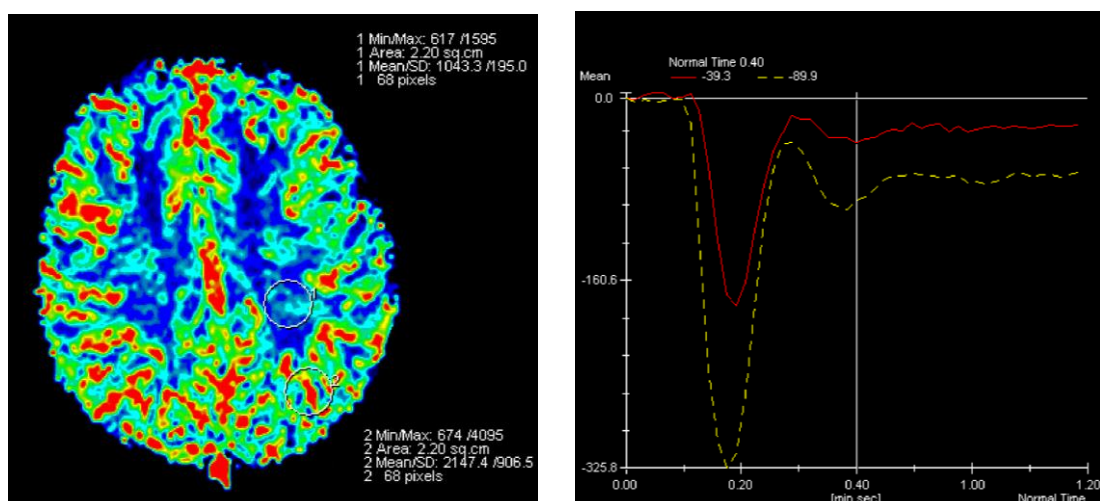 1 Min/Max: 617 /1595
1 Area: 2.20 sq.cm
1 Mean/SD: 1043.3 /195.0
1 68 pixels
1
2
2 Min/Max: 674 /4095
2 Area: 2.20 sq.cm
2 Mean/SD: 2147.4 /906.5
2 68 pixels
Normal Time 0.40
Mean -39.3 -89.9
0.0
-160.6
-325.8
0.00 0.20 0.40 1.00 1.20
[min.sec] Normal Time